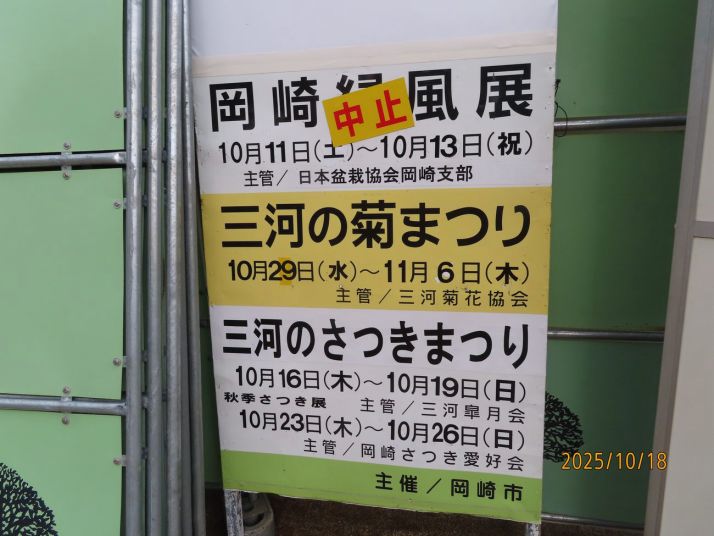 岡崎緑風展
中止
10月11日(土)～10月13日(祝)
主管/日本盆栽協会岡崎支部
三河の菊まつり
10月29日(水)～11月6日(木)
主管/三河菊花協会
三河のさつきまつり
10月16日(木)～10月19日(日)
秋季さつき展 主管/三河皐月会
10月23日(木)～10月26日(日)
主管/岡崎さつき愛好会
主催/岡崎市
2025/10/18